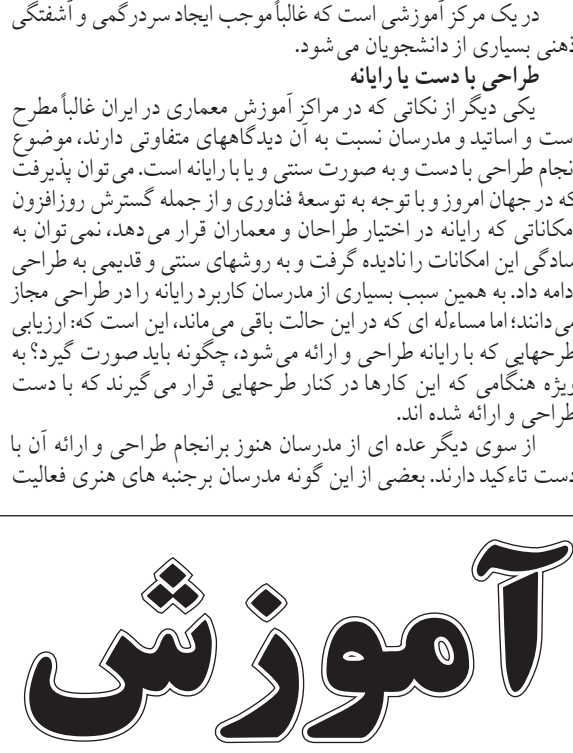 در یک مرکز آموزشی است که غالباً موجب ایجاد سردرگمی و آشفتگی
ذهنی بسیاری از دانشجویان می شود.
طراحی با دست یا رایانه
یکی دیگر از نکاتی که در مراکز آموزش معماری در ایران غالباً مطرح
است و اساتید و مدرسان نسبت به آن دیدگاههای متفاوتی دارند، موضوع
انجام طراحی با دست و به صورت سنتی و یا با رایانه است. می توان پذیرفت
که در جهان امروز و با توجه به توسعۀ فناوری و از جمله گسترش روزافزون
امکاناتی که رایانه در اختیار طراحان و معماران قرار می دهد، نمی توان به
سادگی این امکانات را نادیده گرفت و به روشهای سنتی و قدیمی به طراحی
ادامه داد. به همین سبب بسیاری از مدرسان کاربرد رایانه را در طراحی مجاز
می دانند؛ اما مساءله ای که در این حالت باقی می ماند، این است که: ارزیابی
طرحهایی که با رایانه طراحی و ارائه می شود، چگونه باید صورت گیرد؟ به
ویژه هنگامی که این کارها در کنار طرحهایی قرار می گیرند که با دست
طراحی و ارائه شده اند.
از سوی دیگر عده ای از مدرسان هنوز برانجام طراحی و ارائه آن با
دست تاءکید دارند. بعضی از این گونه مدرسان برجنبه های هنری فعالیت
آموزش